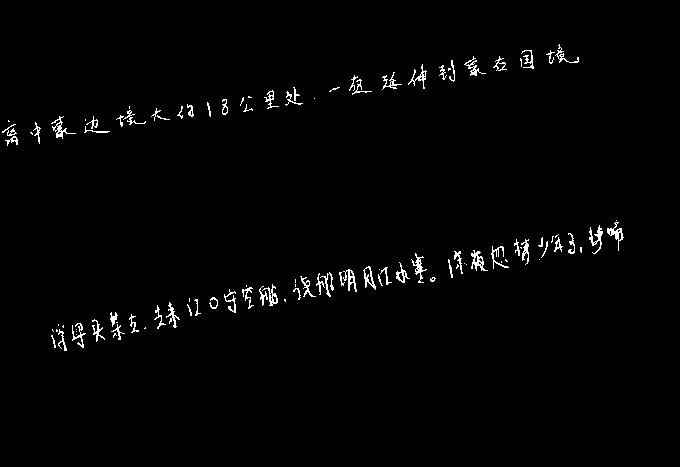 离中蒙边境大约18公里处.一直延伸到蒙古国境。
浮梁买茶去.去来江口守空船.绕船明月江水寒。深夜忽梦少年事,梦啼